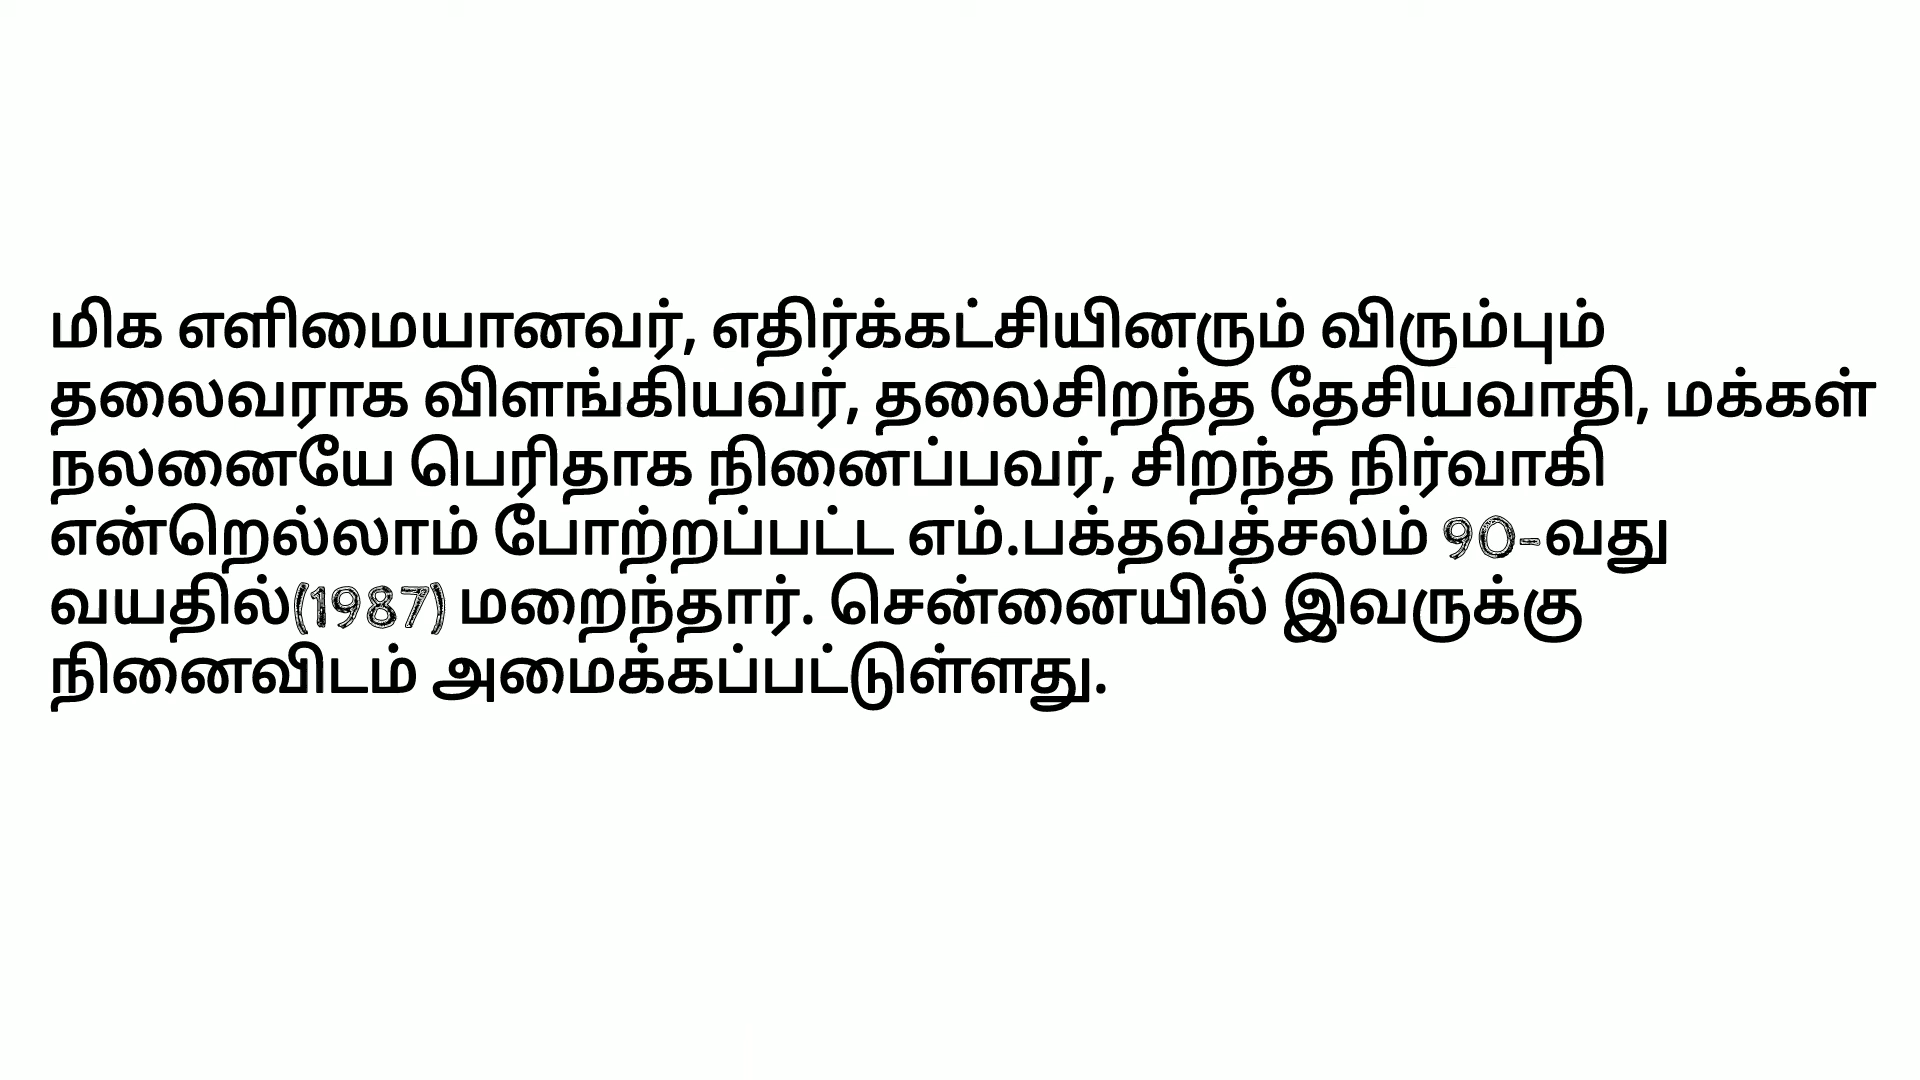 மிக எளிமையானவர், எதிர்க்கட்சியினரும் விரும்பும்
தலைவராக விளங்கியவர், தலைசிறந்த தேசியவாதி, மக்கள்
நலனையே பெரிதாக நினைப்பவர், சிறந்த நிர்வாகி
என்றெல்லாம் போற்றப்பட்ட எம்.பக்தவத்சலம் 90-வது
வயதில்(1987) மறைந்தார். சென்னையில் இவருக்கு
நினைவிடம் அமைக்கப்பட்டுள்ளது.